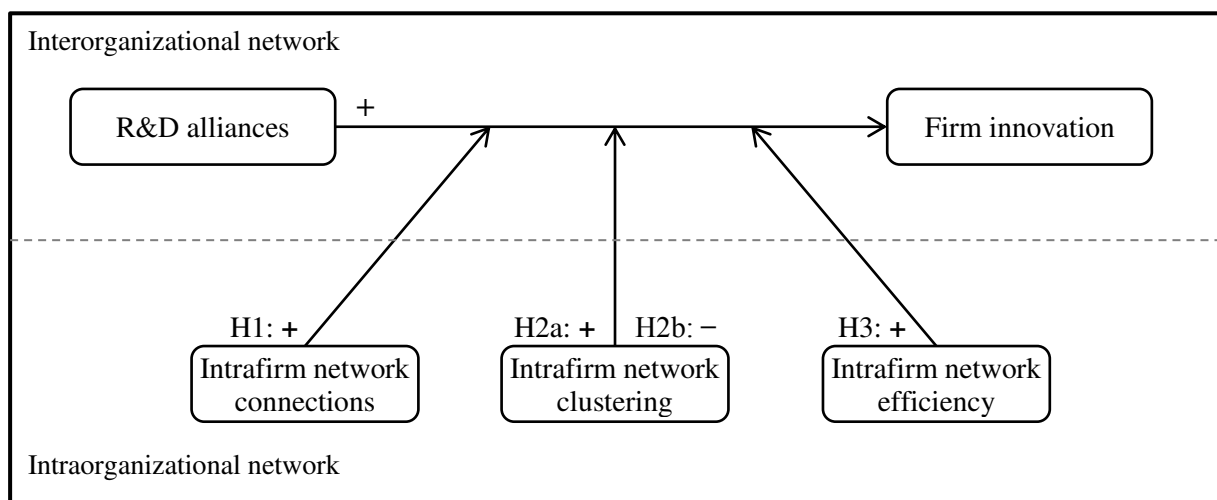 Interorganizational network
R&D alliances
+
Firm innovation
H1: +
H2a: +
H2b: −
H3: +
Intrafirm network
connections
Intrafirm network
clustering
Intrafirm network
efficiency
Intraorganizational network